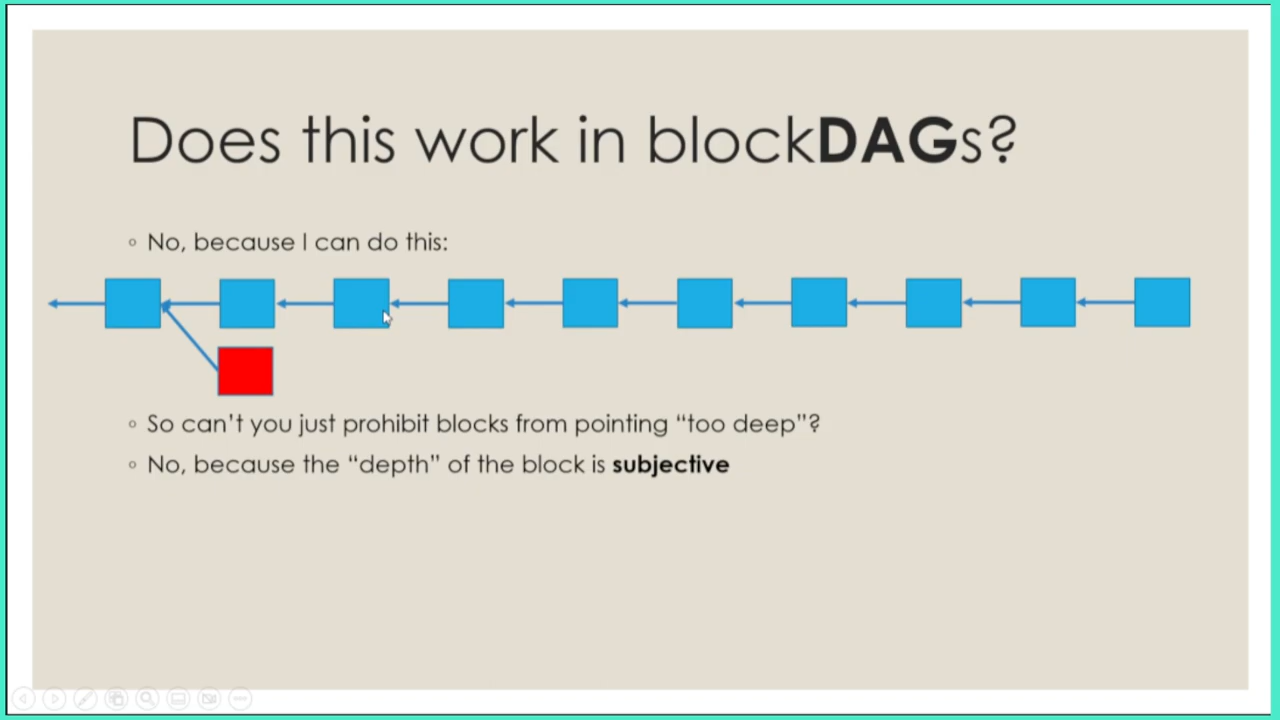 Does this work in blockDAGs?
◦ No, because I can do this:
◦ So can’t you just prohibit blocks from pointing “too deep”?
◦ No, because the “depth” of the block is subjective